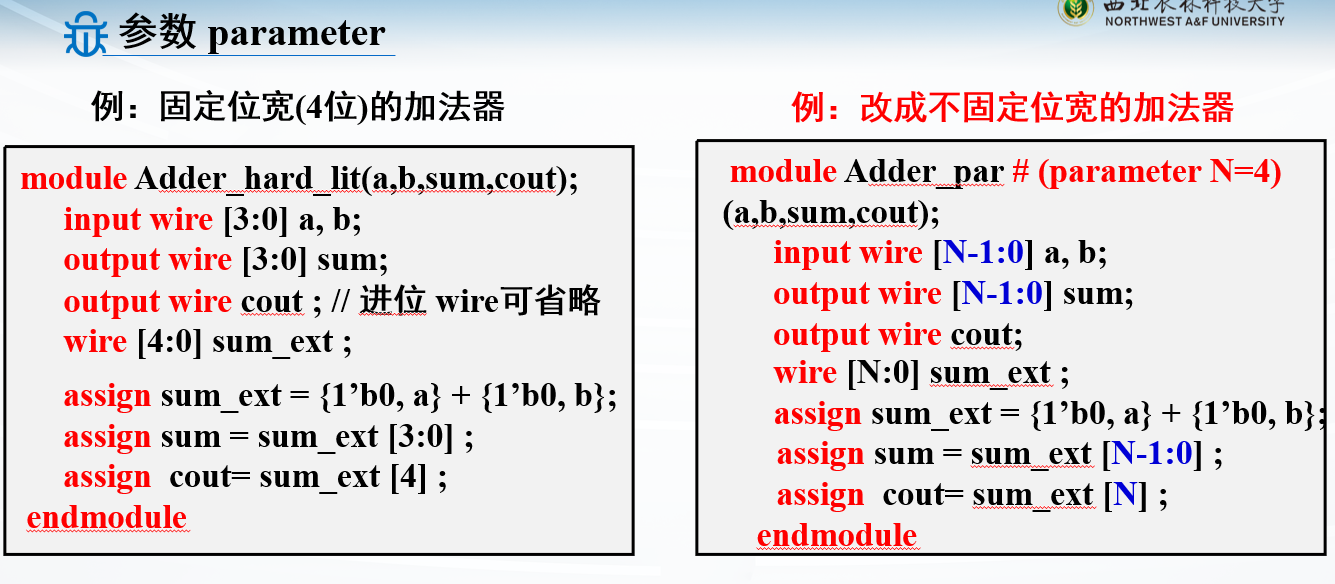 参数 parameter
西北农林科技大学
NORTHWEST A&F UNIVERSITY
例：固定位宽(4位)的加法器
module Adder_hard_lit(a,b,sum,cout);
input wire [3:0] a, b;
output wire [3:0] sum;
output wire cout ; // 进位 wire可省略
wire [4:0] sum_ext ;
assign sum_ext = {1’b0, a} + {1’b0, b};
assign sum = sum_ext [3:0] ;
assign cout= sum_ext [4] ;
endmodule
例：改成不固定位宽的加法器
module Adder_par # (parameter N=4)
(a,b,sum,cout);
input wire [N-1:0] a, b;
output wire [N-1:0] sum;
output wire cout;
wire [N:0] sum_ext ;
assign sum_ext = {1’b0, a} + {1’b0, b};
assign sum = sum_ext [N-1:0] ;
assign cout= sum_ext [N] ;
endmodule